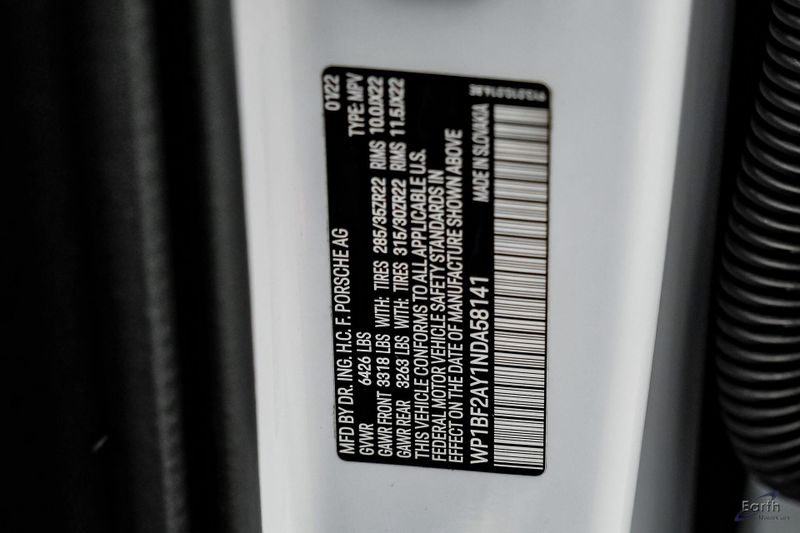 MFD BY DR. ING. H.C. F. PORSCHE AG 01/22
GVWR 6426 LBS TYPE: MPV
GAWR FRONT 3318 LBS WITH: TIRES 285/35ZR22 RIMS 10.0JX22
GAWR REAR 3263 LBS WITH: TIRES 315/30ZR22 RIMS 11.5JX22
THIS VEHICLE CONFORMS TO ALL APPLICABLE U.S.
FEDERAL MOTOR VEHICLE SAFETY STANDARDS IN
EFFECT ON THE DATE OF MANUFACTURE SHOWN ABOVE
WP1BF2AY1NDA58141 MADE IN SLOVAKIA
Earth